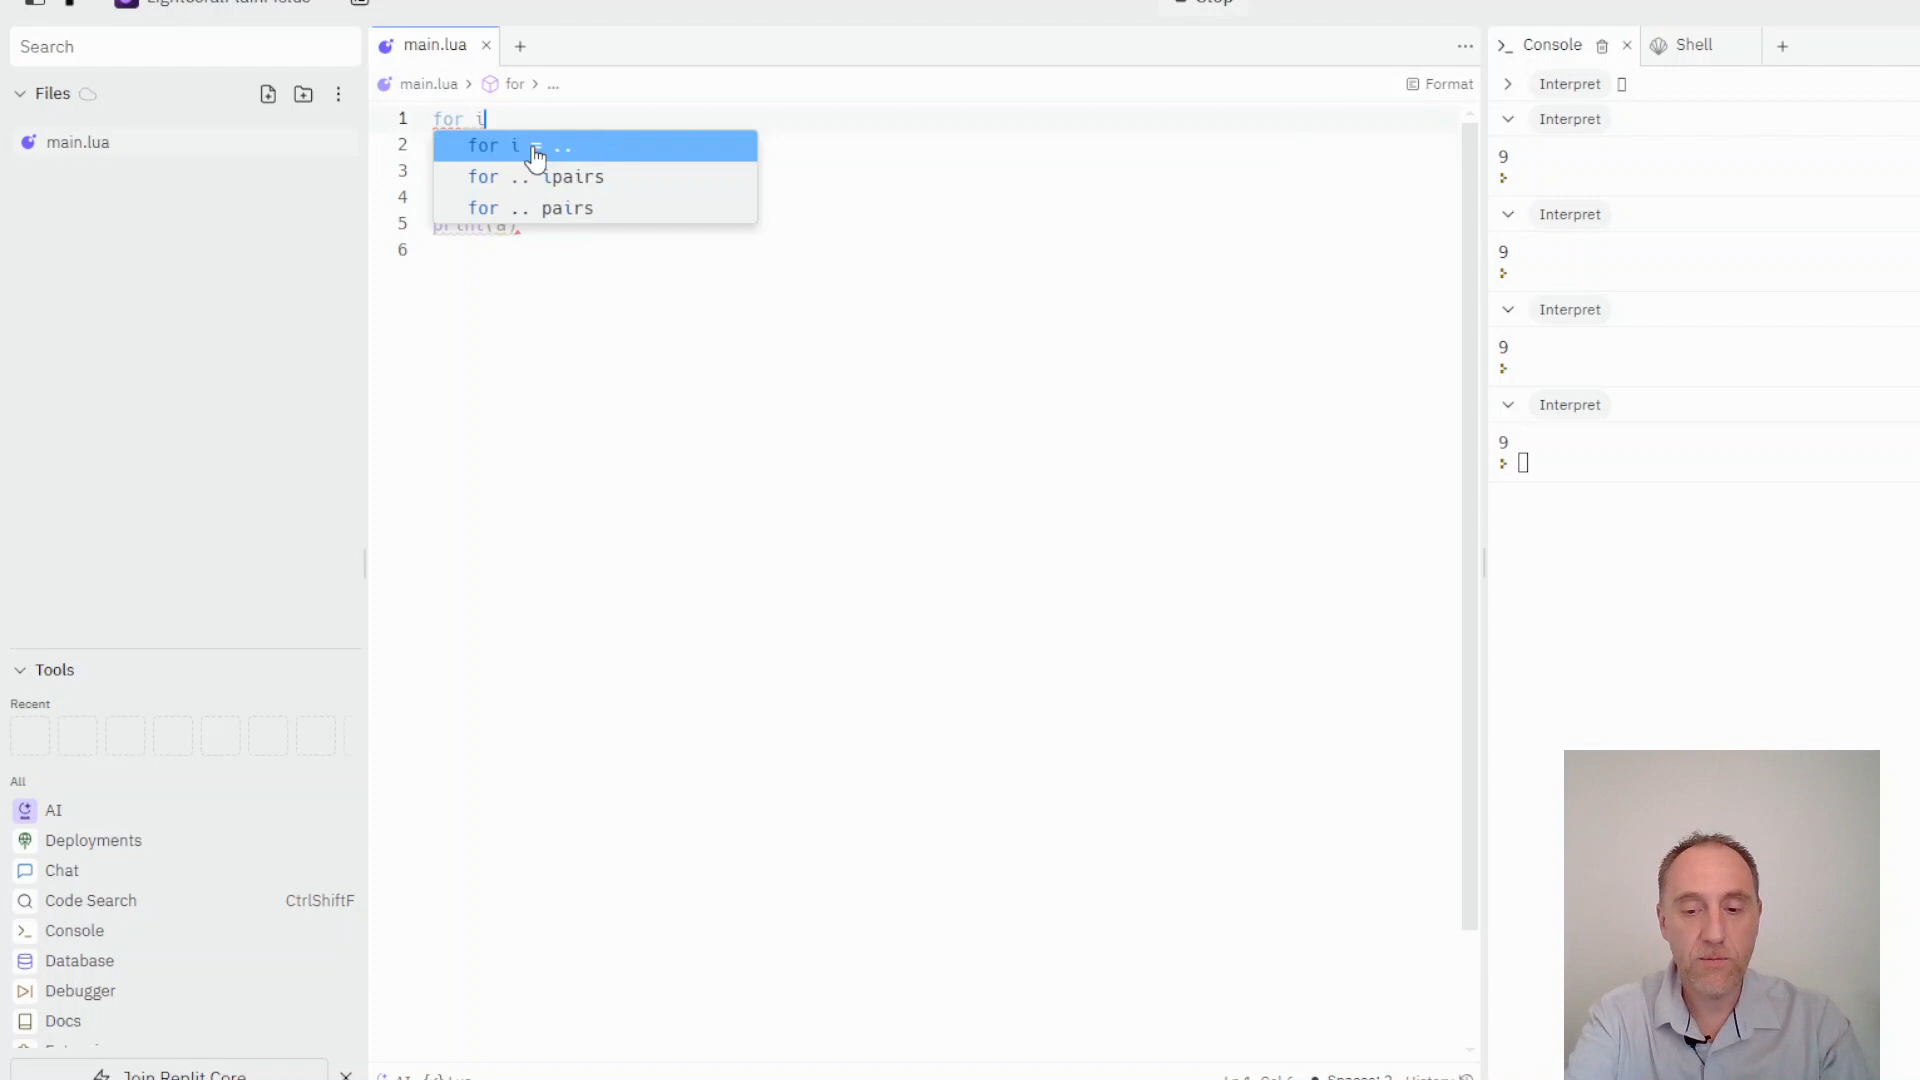 Search
Files
main.lua
Tools
Recent
All
AI
Deployments
Chat
Code Search CtrlShiftF
Console
Database
Debugger
Docs
Join Replit Core
main.lua
main.lua > for > ...
Format
1 for i
2
3
4
5 print(a)
6
for i = ..
for .. ipairs
for .. pairs
Console
Shell
Interpret
Interpret
9
Interpret
9
Interpret
9
Interpret
9